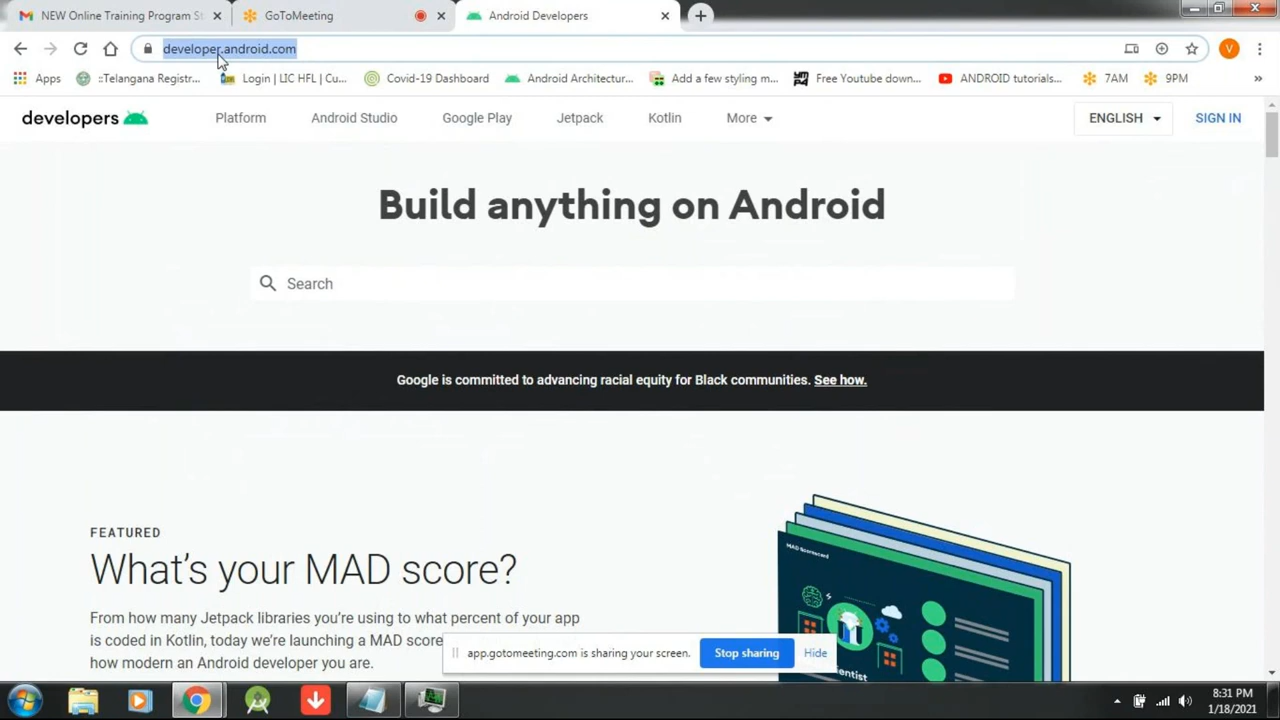 NEW Online Training Program St
GoToMeeting
Android Developers
developer.android.com
V
Apps
::Telangana Registr...
Login | LIC HFL | Cu...
Covid-19 Dashboard
Android Architectur...
Add a few styling m...
Free Youtube down...
ANDROID tutorials...
7AM
9PM
»
developers
Platform
Android Studio
Google Play
Jetpack
Kotlin
More
ENGLISH
SIGN IN
Build anything on Android
Search
Google is committed to advancing racial equity for Black communities. See how.
FEATURED
What's your MAD score?
From how many Jetpack libraries you're using to what percent of your app
is coded in Kotlin, today we're launching a MAD score
how modern an Android developer you are.
MAD Scorecard
entist
app.gotomeeting.com is sharing your screen.
Stop sharing
Hide
8:31 PM
1/18/2021